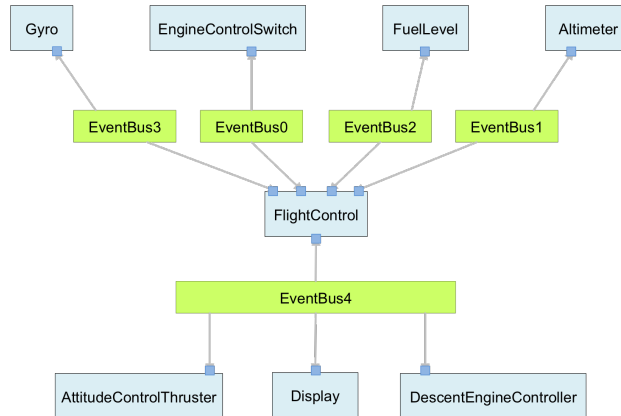 Gyro
EngineControlSwitch
FuelLevel
Altimeter
EventBus3
EventBus0
EventBus2
EventBus1
FlightControl
EventBus4
AttitudeControlThruster
Display
DescentEngineController